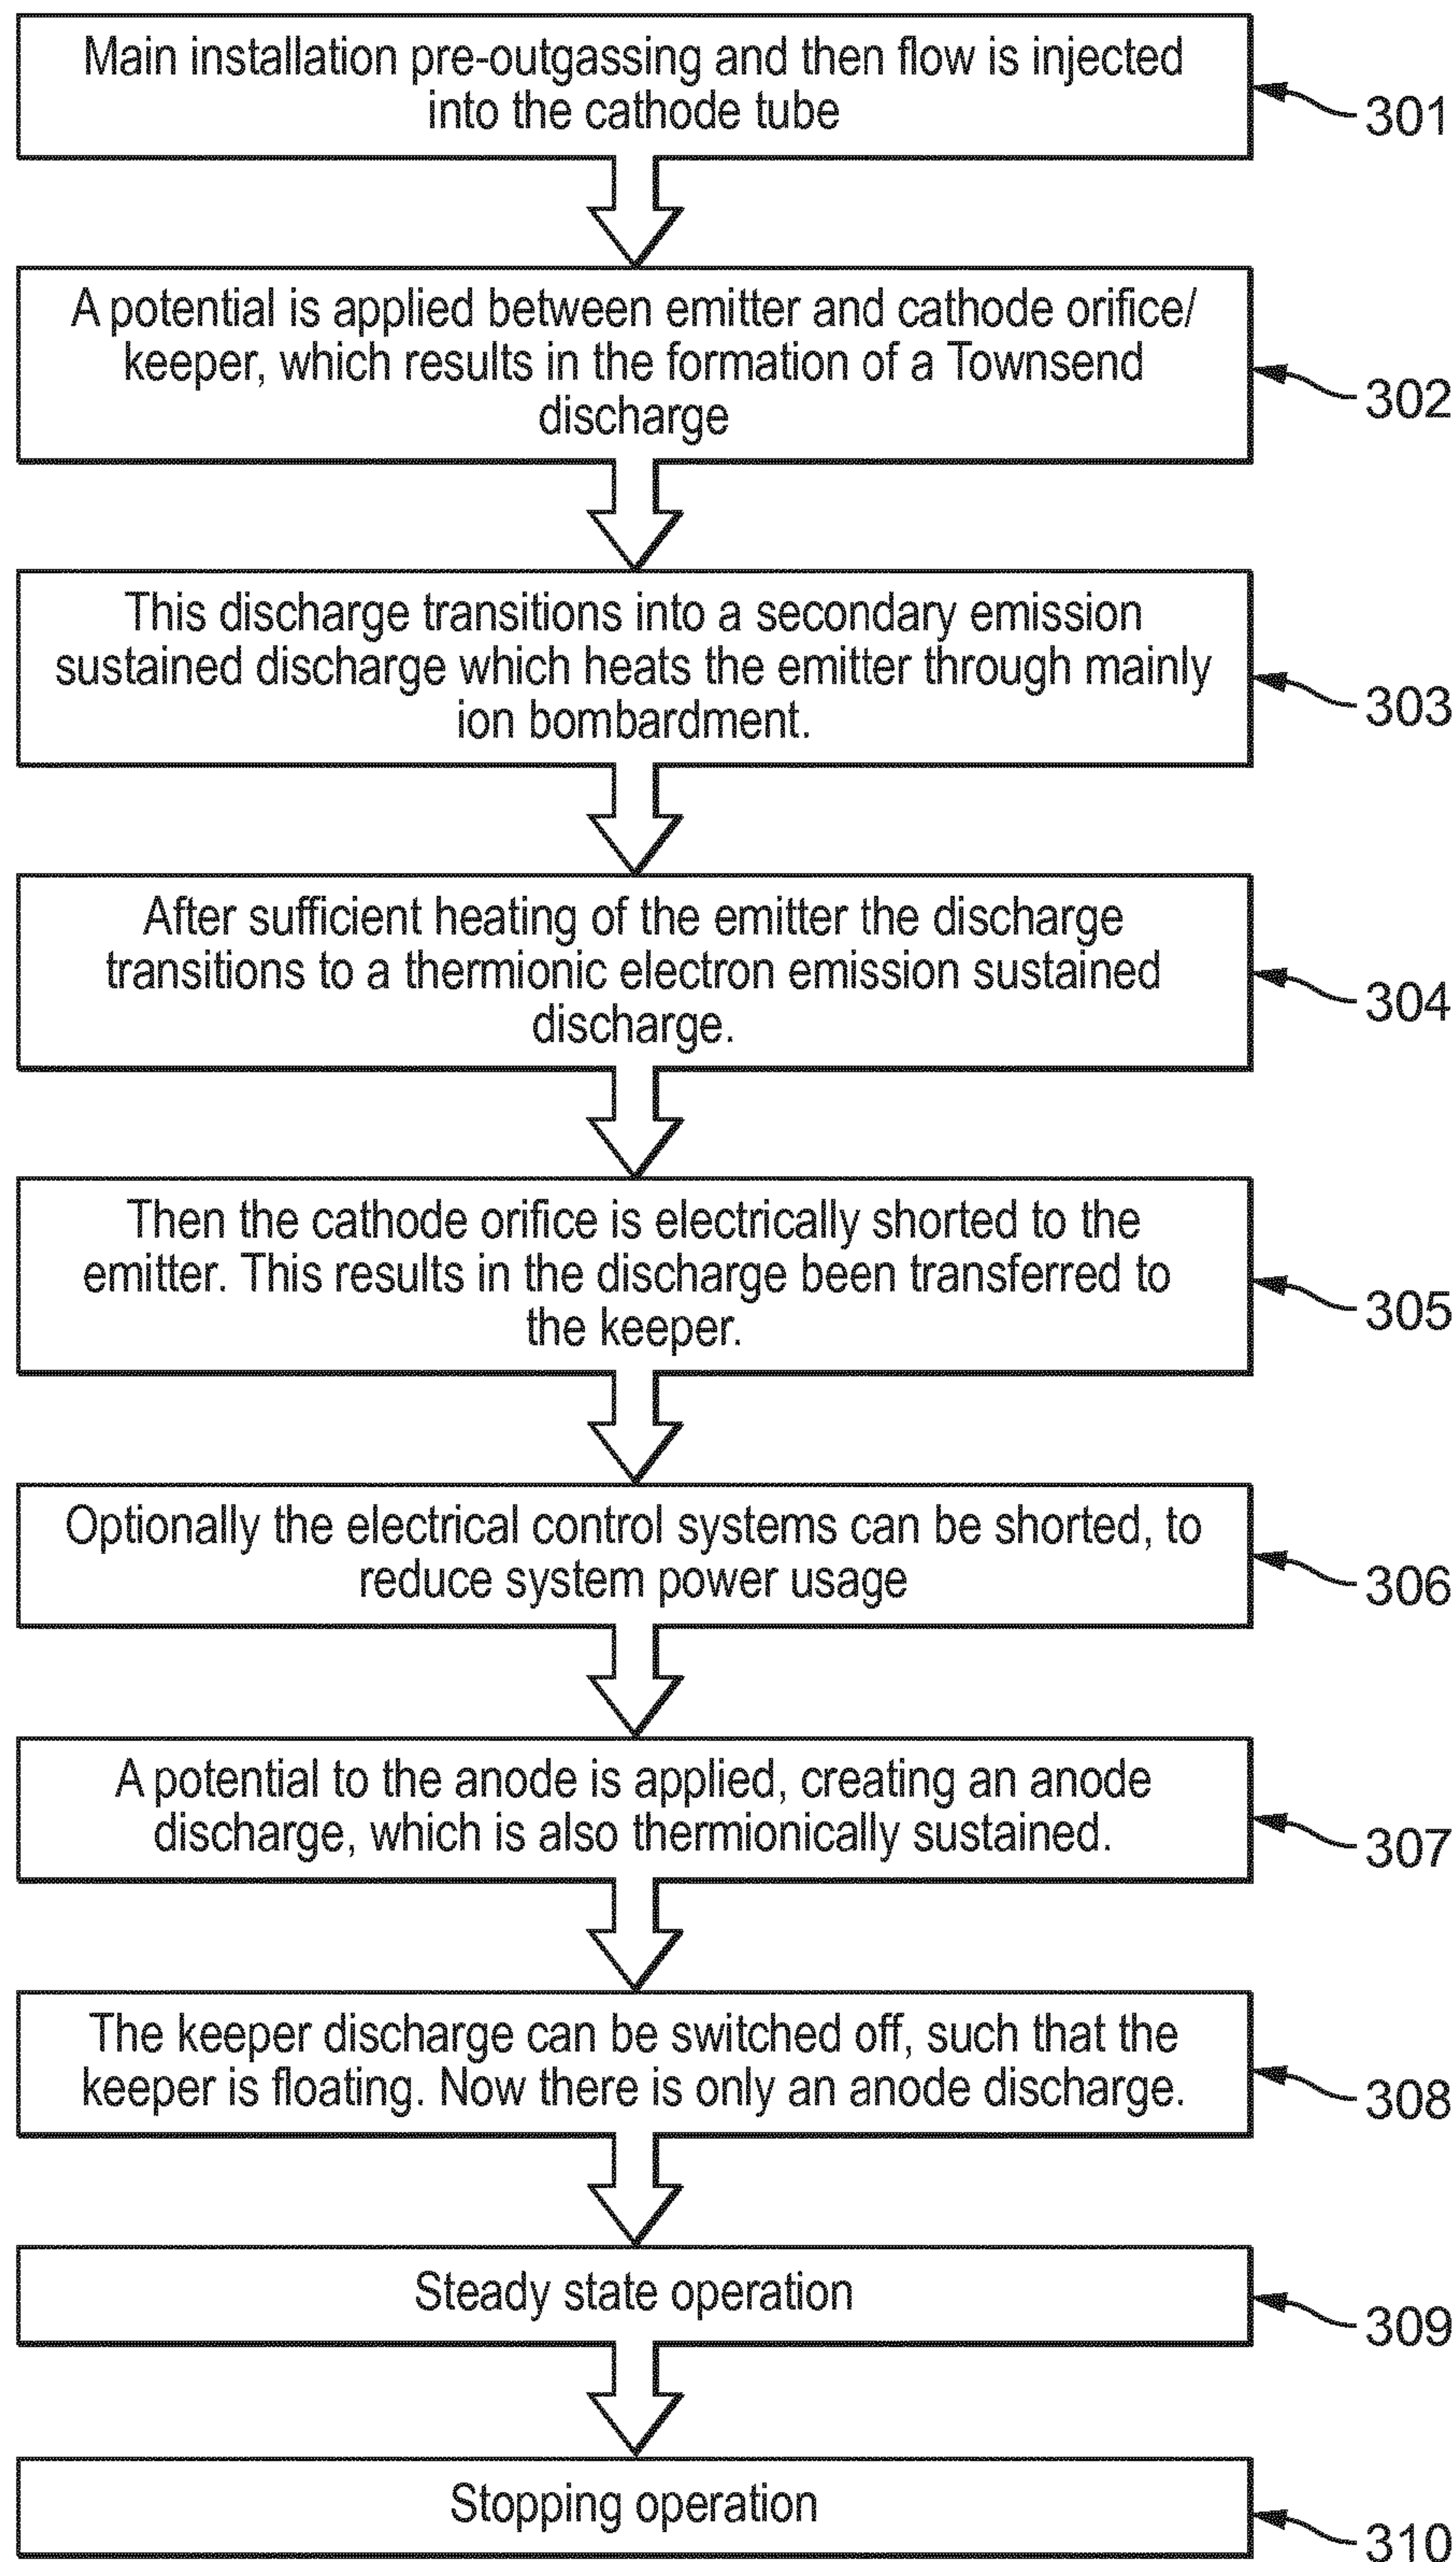 Main installation pre-outgassing and then flow is injected
into the cathode tube
301
A potential is applied between emitter and cathode orifice/
keeper, which results in the formation of a Townsend
discharge
302
This discharge transitions into a secondary emission
sustained discharge which heats the emitter through mainly
ion bombardment.
303
After sufficient heating of the emitter the discharge
transitions to a thermionic electron emission sustained
discharge.
304
Then the cathode orifice is electrically shorted to the
emitter. This results in the discharge been transferred to
the keeper.
305
Optionally the electrical control systems can be shorted, to
reduce system power usage
306
A potential to the anode is applied, creating an anode
discharge, which is also thermionically sustained.
307
The keeper discharge can be switched off, such that the
keeper is floating. Now there is only an anode discharge.
308
Steady state operation
309
Stopping operation
310